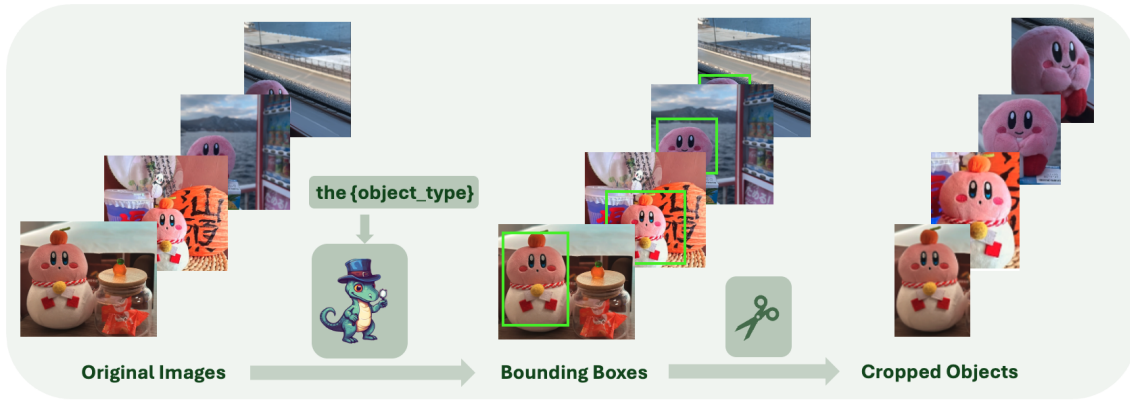 the {object_type}
Original Images
Bounding Boxes
Cropped Objects